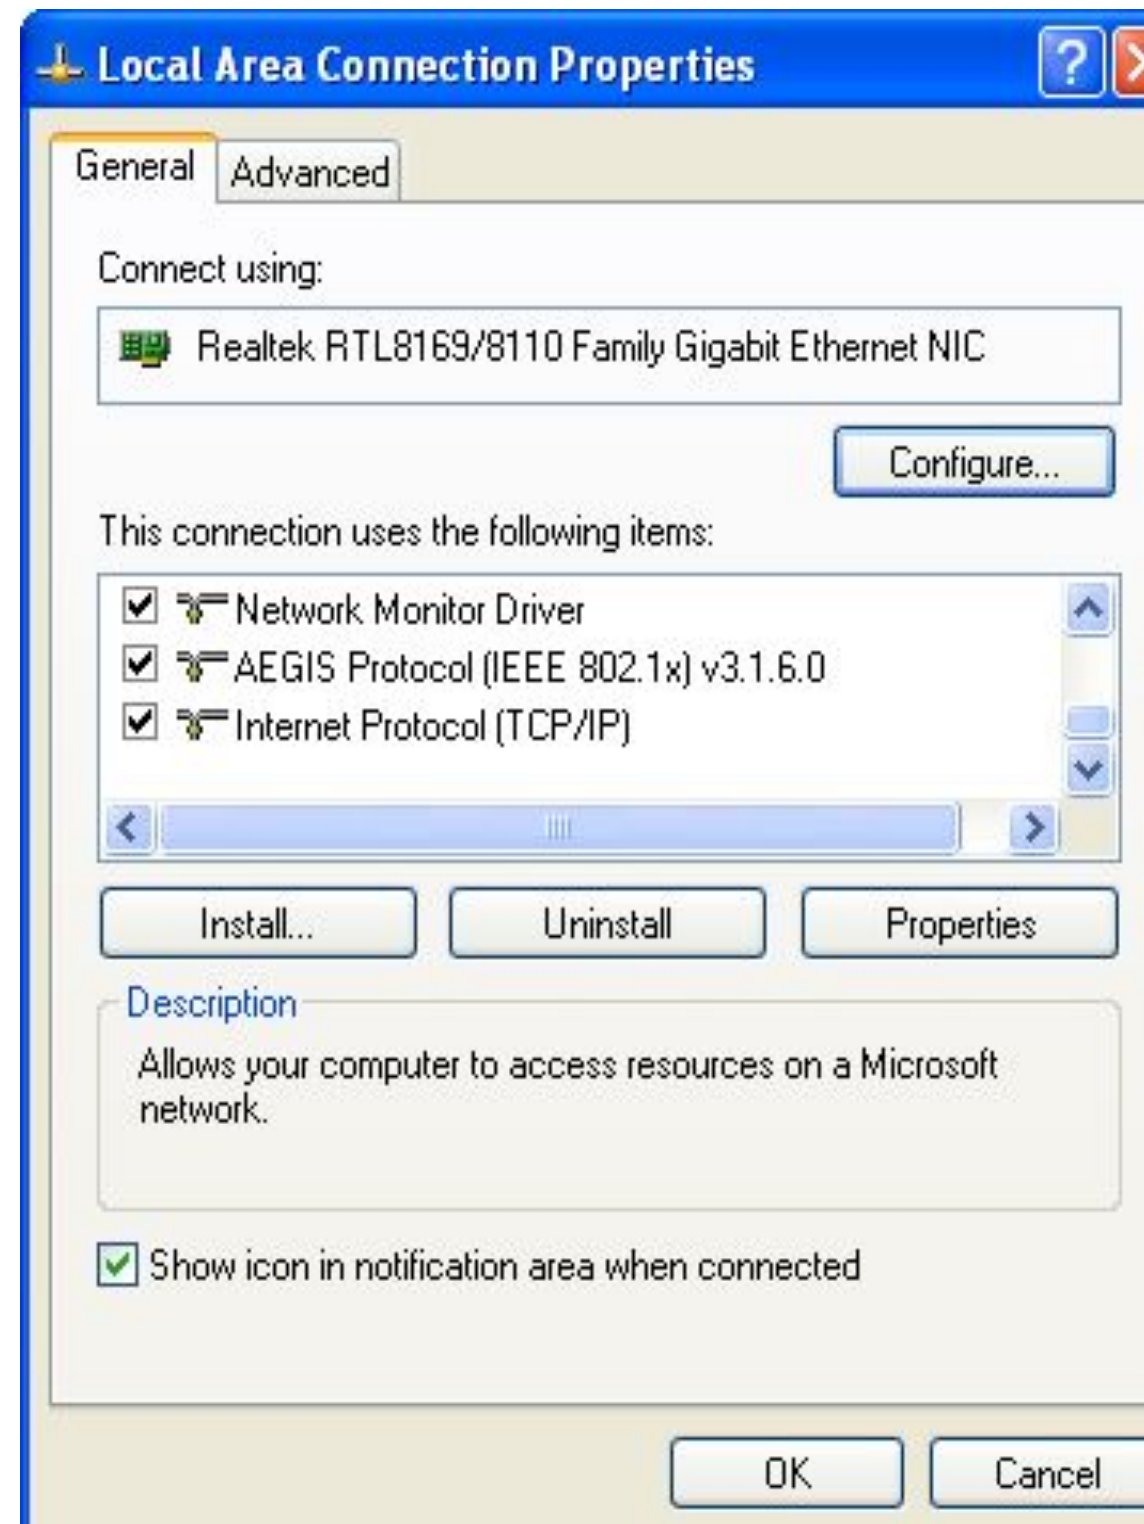 Local Area Connection Properties
General
Advanced
Connect using:
Realtek RTL8169/8110 Family Gigabit Ethernet NIC
Configure...
This connection uses the following items:
Network Monitor Driver
AEGIS Protocol (IEEE 802.1x) v3.1.6.0
Internet Protocol (TCP/IP)
Install...
Uninstall
Properties
Description
Allows your computer to access resources on a Microsoft
network.
Show icon in notification area when connected
OK
Cancel